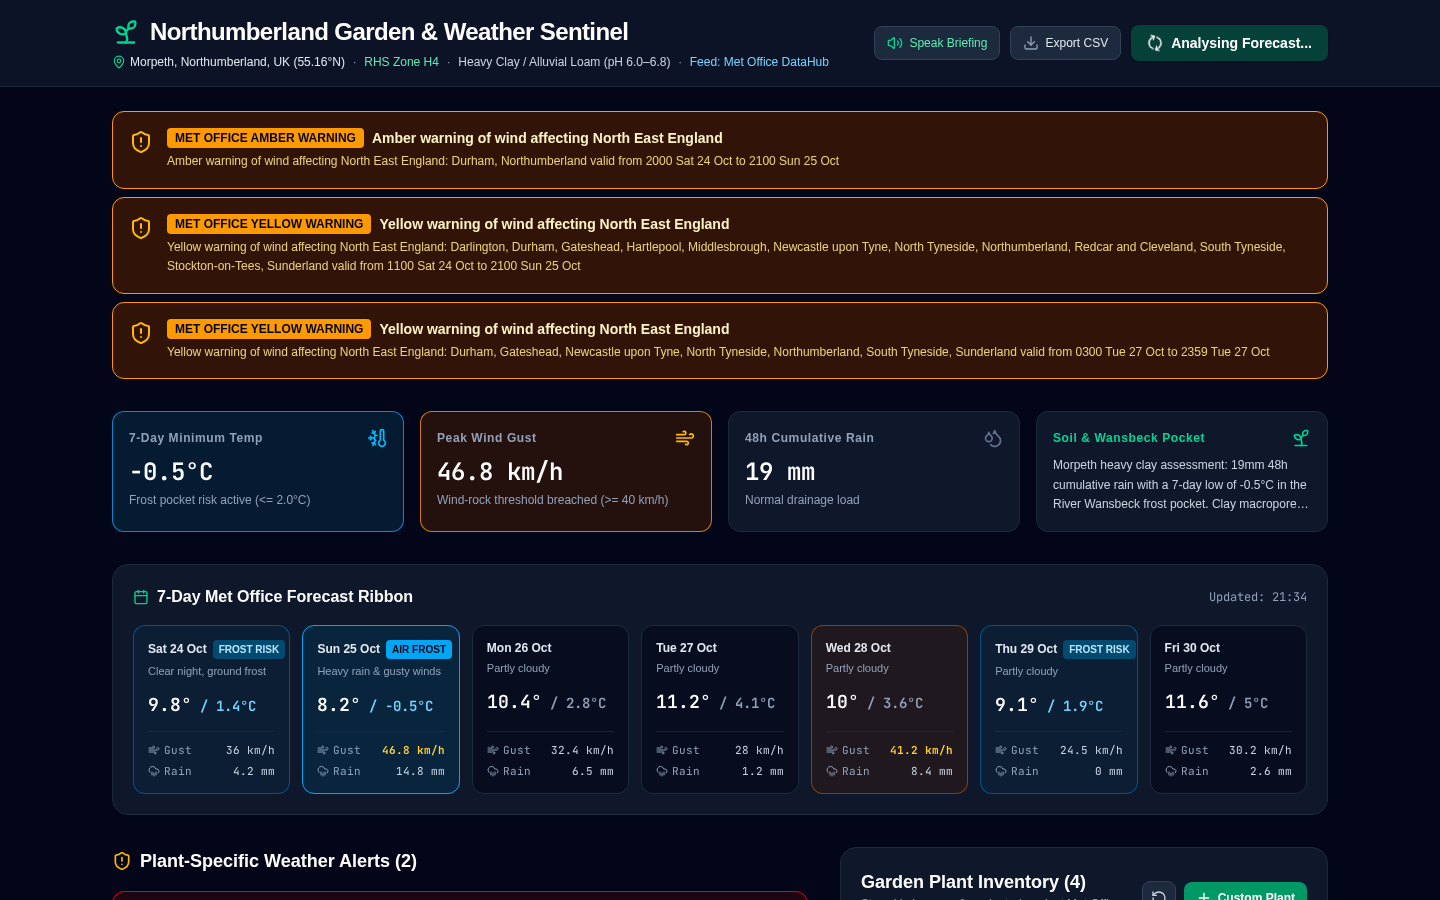 Northumberland Garden & Weather Sentinel
Morpeth, Northumberland, UK (55.16°N) · RHS Zone H4 · Heavy Clay / Alluvial Loam (pH 6.0–6.8) · Feed: Met Office DataHub
Speak Briefing
Export CSV
Analysing Forecast...
MET OFFICE AMBER WARNING Amber warning of wind affecting North East England
Amber warning of wind affecting North East England: Durham, Northumberland valid from 2000 Sat 24 Oct to 2100 Sun 25 Oct
MET OFFICE YELLOW WARNING Yellow warning of wind affecting North East England
Yellow warning of wind affecting North East England: Darlington, Durham, Gateshead, Hartlepool, Middlesbrough, Newcastle upon Tyne, North Tyneside, Northumberland, Redcar and Cleveland, South Tyneside,
Stockton-on-Tees, Sunderland valid from 1100 Sat 24 Oct to 2100 Sun 25 Oct
MET OFFICE YELLOW WARNING Yellow warning of wind affecting North East England
Yellow warning of wind affecting North East England: Durham, Gateshead, Newcastle upon Tyne, North Tyneside, Northumberland, South Tyneside, Sunderland valid from 0300 Tue 27 Oct to 2359 Tue 27 Oct
7-Day Minimum Temp
-0.5°C
Frost pocket risk active (<= 2.0°C)
Peak Wind Gust
46.8 km/h
Wind-rock threshold breached (>= 40 km/h)
48h Cumulative Rain
19 mm
Normal drainage load
Soil & Wansbeck Pocket
Morpeth heavy clay assessment: 19mm 48h
cumulative rain with a 7-day low of -0.5°C in the
River Wansbeck frost pocket. Clay macropore…
7-Day Met Office Forecast Ribbon
Updated: 21:34
Sat 24 Oct FROST RISK
Clear night, ground frost
9.8° / 1.4°C
Gust 36 km/h
Rain 4.2 mm
Sun 25 Oct AIR FROST
Heavy rain & gusty winds
8.2° / -0.5°C
Gust 46.8 km/h
Rain 14.8 mm
Mon 26 Oct
Partly cloudy
10.4° / 2.8°C
Gust 32.4 km/h
Rain 6.5 mm
Tue 27 Oct
Partly cloudy
11.2° / 4.1°C
Gust 28 km/h
Rain 1.2 mm
Wed 28 Oct
Partly cloudy
10° / 3.6°C
Gust 41.2 km/h
Rain 8.4 mm
Thu 29 Oct FROST RISK
Partly cloudy
9.1° / 1.9°C
Gust 24.5 km/h
Rain 0 mm
Fri 30 Oct
Partly cloudy
11.6° / 5°C
Gust 30.2 km/h
Rain 2.6 mm
Plant-Specific Weather Alerts (2)
Garden Plant Inventory (4)
Custom Plant